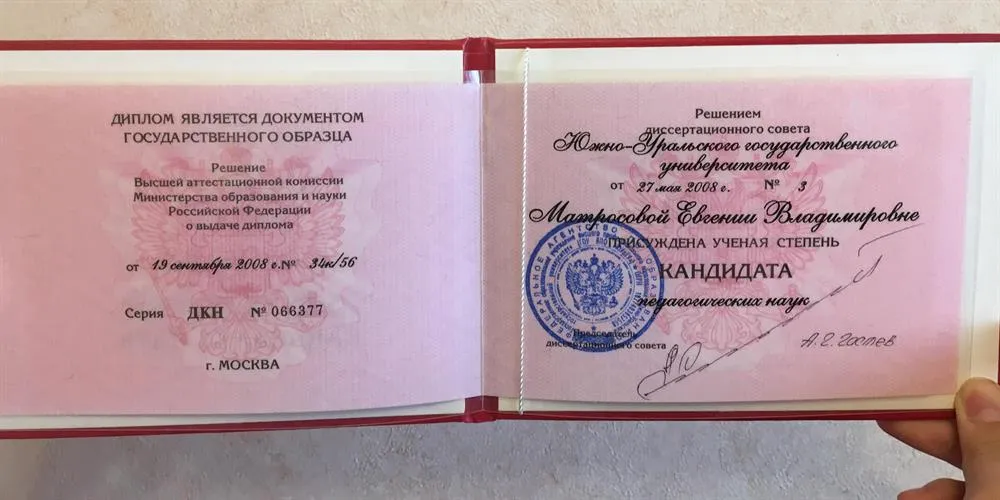 ДИПЛОМ ЯВЛЯЕТСЯ ДОКУМЕНТОМ
ГОСУДАРСТВЕННОГО ОБРАЗЦА
Решение
Высшей аттестационной комиссии
Министерства образования и науки
Российской Федерации
о выдаче диплома
от 19 сентября 2008 г. № 34к/56
Серия ДКН № 066377
г. МОСКВА
Решением
диссертационного совета
Южно-Уральского государственного
университета
от 27 мая 2008 г. № 3
Матросовой Евгении Владимировне
ПРИСУЖДЕНА УЧЕНАЯ СТЕПЕНЬ
КАНДИДАТА
педагогических наук
Председатель
диссертационного совета